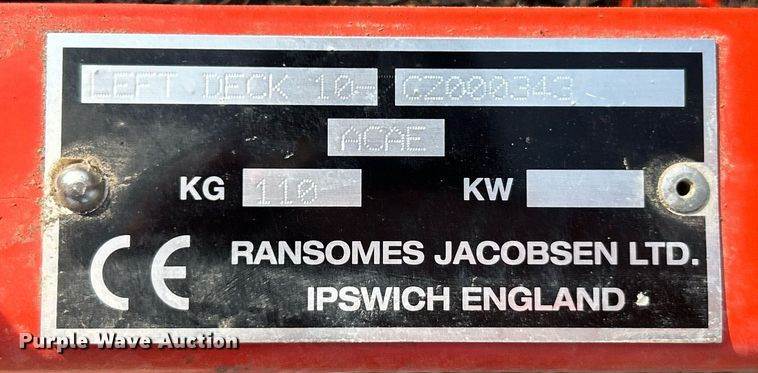 LEFT DECK 10- CZ000343
ACAE
KG 110 KW
CE RANSOMES JACOBSEN LTD.
IPSWICH ENGLAND
Purple Wave Auction